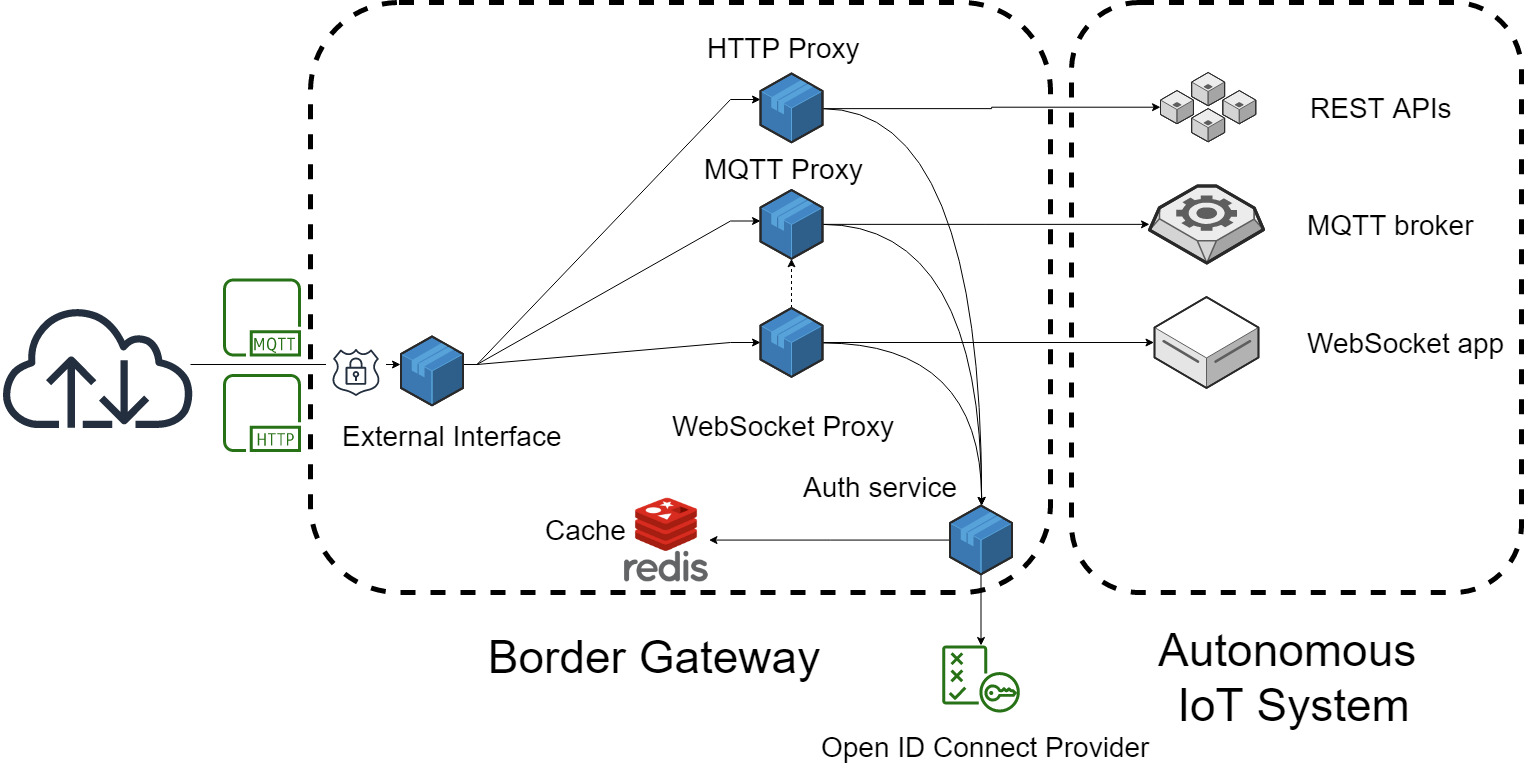 HTTP Proxy
REST APIs
MQTT Proxy
MQTT broker
MQTT
WebSocket app
HTTP
External Interface
WebSocket Proxy
Auth service
Cache
redis
Border Gateway
Autonomous
IoT System
Open ID Connect Provider